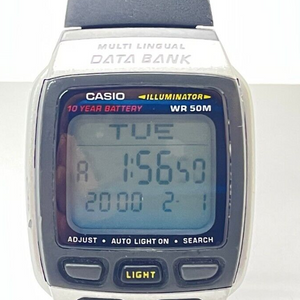 MULTI LINGUAL
DATA BANK
CASIO ILLUMINATOR
10 YEAR BATTERY WR 50M
TUE
A 1:56 50
2000 2·1
ADJUST · AUTO LIGHT ON · SEARCH
LIGHT